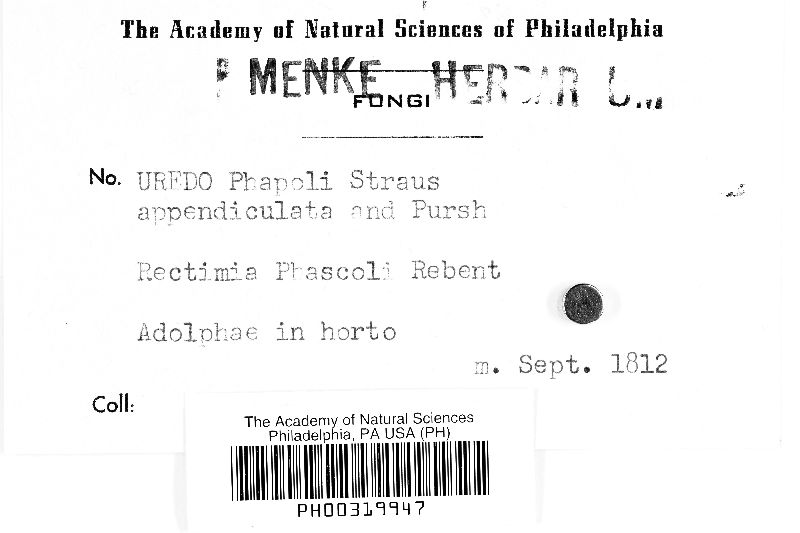 The Academy of Natural Sciences of Philadelphia
MENKE
FUNGI
No. UREDO Phapoli Straus
appendiculata and Pursh
Rectimia Phascoli Rebent
Adolphae in horto
m. Sept. 1812
Coll:
The Academy of Natural Sciences
Philadelphia, PA USA (PH)
PH00319947